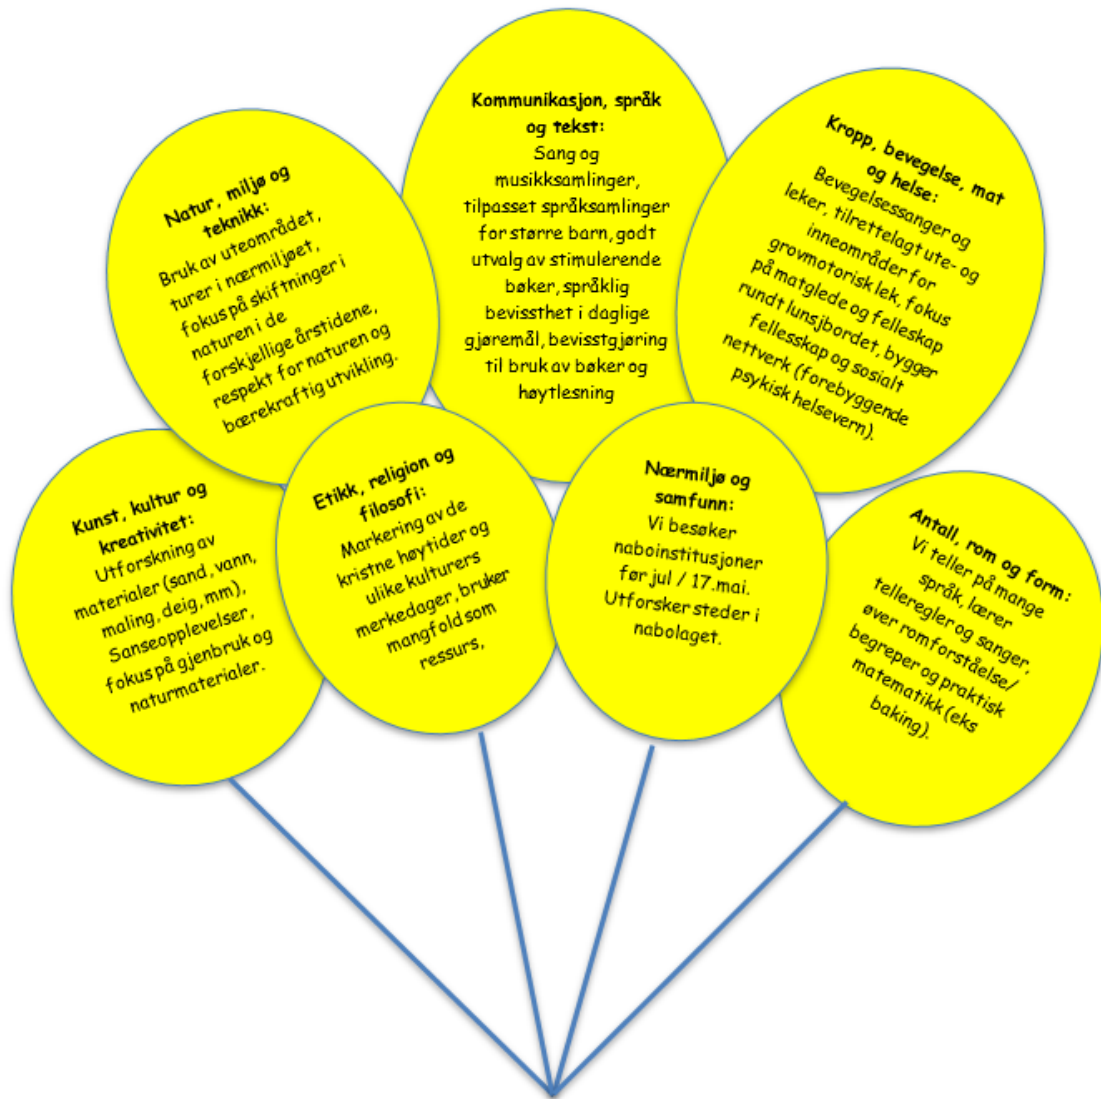 Kommunikasjon, språk
og tekst:
Sang og
musikksamlinger,
tilpasset språksamlinger
for større barn, godt
utvalg av stimulerende
bøker, språklig
bevissthet i daglige
gjøremål, bevisstgjøring
til bruk av bøker og
høytlesning
Natur, miljø og
teknikk:
Bruk av uteområdet,
turer i nærmiljøet,
fokus på skiftninger i
naturen i de
forskjellige årstidene,
respekt for naturen og
bærekraftig utvikling.
Kropp, bevegelse, mat
og helse:
Bevegelsessanger og
leker, tilrettelagt ute- og
inneområder for
grovmotorisk lek, fokus
på matglede og felleskap
rundt lunsjbordet, bygger
fellesskap og sosialt
nettverk (forebyggende
psykisk helsevern).
Kunst, kultur og
kreativitet:
Utforskning av
materialer (sand, vann,
maling, deig, mm),
Sanseopplevelser,
fokus på gjenbruk og
naturmaterialer.
Etikk, religion og
filosofi:
Markering av de
kristne høytider og
ulike kulturers
merkedager, bruker
mangfold som
ressurs,
Nærmiljø og
samfunn:
Vi besøker
naboinstitusjoner
før jul / 17.mai.
Utforsker steder i
nabolaget.
Antall, rom og form:
Vi teller på mange
språk, lærer
telleregler og sanger,
øver romforståelse/
begreper og praktisk
matematikk (eks
baking).